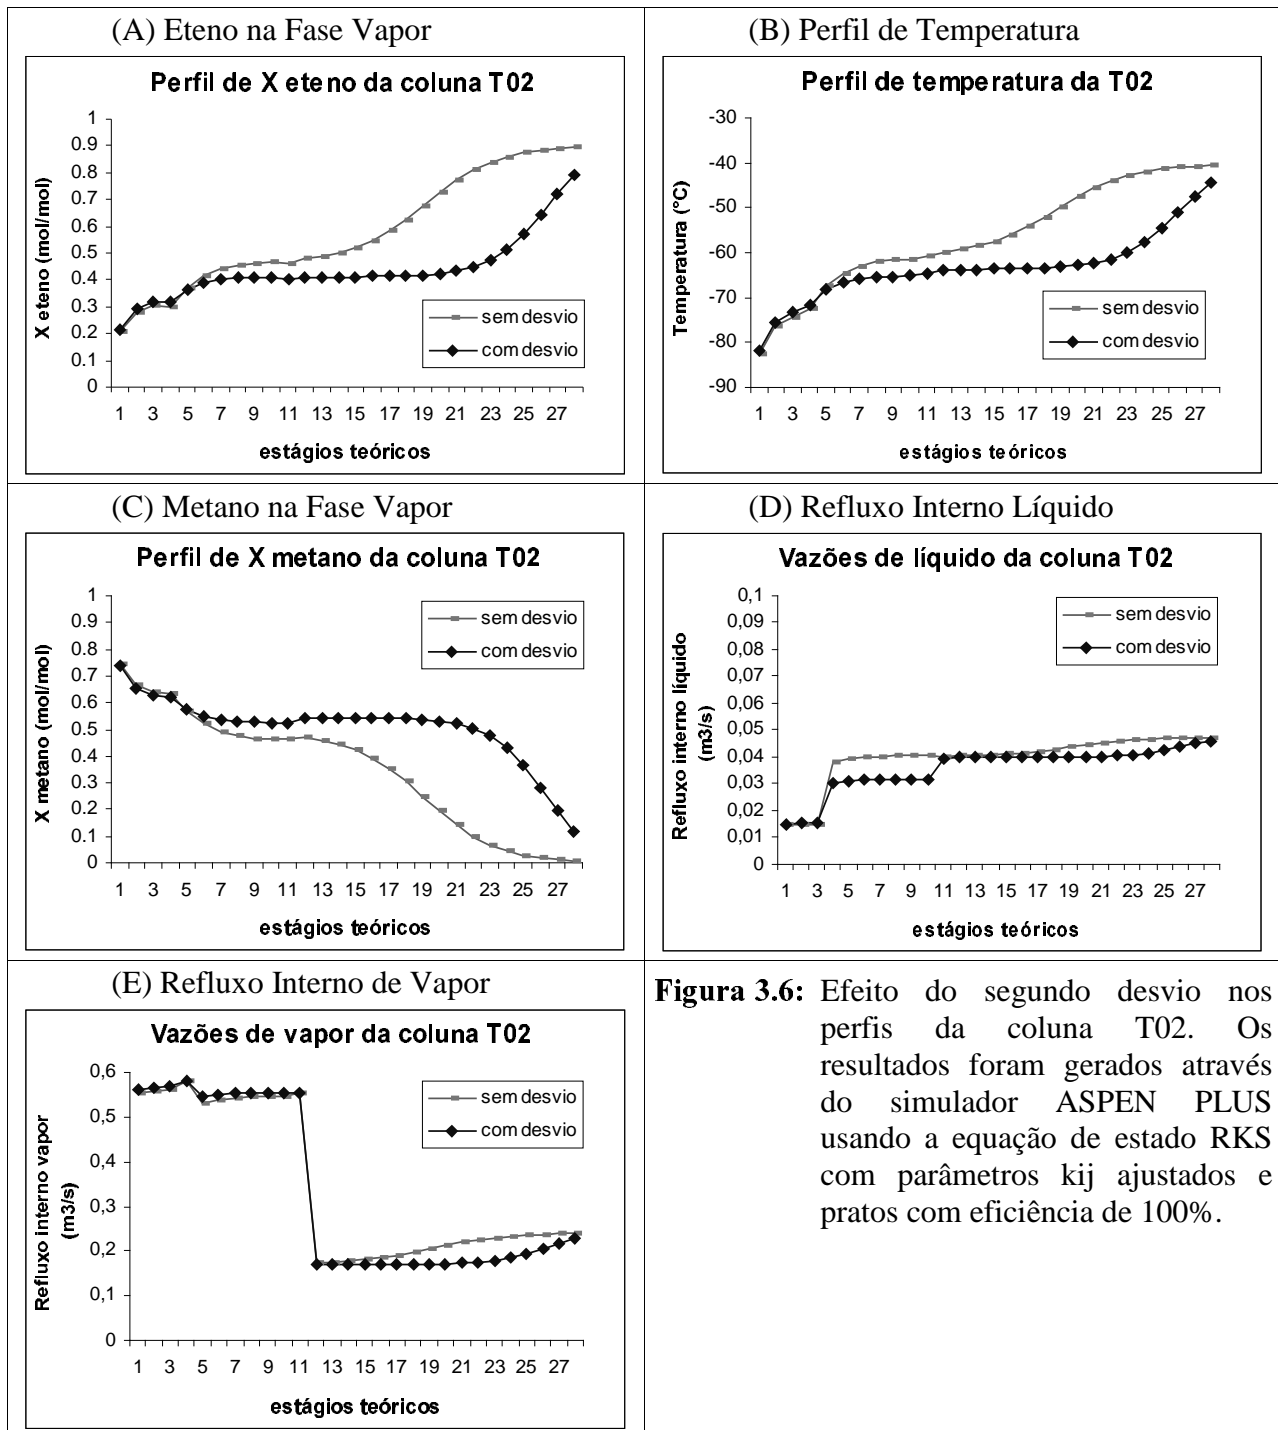 (A) Eteno na Fase Vapor
Perfil de X eteno da coluna T02
X eteno (mol/mol)
1
0.9
0.8
0.7
0.6
0.5
0.4
0.3
0.2
0.1
0
sem desvio
com desvio
1 3 5 7 9 11 13 15 17 19 21 23 25 27
estágios teóricos
(B) Perfil de Temperatura
Perfil de temperatura da T02
Temperatura (°C)
-30
-40
-50
-60
-70
-80
-90
sem desvio
com desvio
1 3 5 7 9 11 13 15 17 19 21 23 25 27
estágios teóricos
(C) Metano na Fase Vapor
Perfil de X metano da coluna T02
X metano (mol/mol)
1
0.9
0.8
0.7
0.6
0.5
0.4
0.3
0.2
0.1
0
sem desvio
com desvio
1 3 5 7 9 11 13 15 17 19 21 23 25 27
estágios teóricos
(D) Refluxo Interno Líquido
Vazões de líquido da coluna T02
Refluxo interno líquido
(m3/s)
0,1
0,09
0,08
0,07
0,06
0,05
0,04
0,03
0,02
0,01
0
sem desvio
com desvio
1 3 5 7 9 11 13 15 17 19 21 23 25 27
estágios teóricos
(E) Refluxo Interno de Vapor
Vazões de vapor da coluna T02
Refluxo interno vapor
(m3/s)
0,6
0,5
0,4
0,3
0,2
0,1
0
sem desvio
com desvio
1 3 5 7 9 11 13 15 17 19 21 23 25 27
estágios teóricos
Figura 3.6: Efeito do segundo desvio nos
perfis da coluna T02. Os
resultados foram gerados através
do simulador ASPEN PLUS
usando a equação de estado RKS
com parâmetros kij ajustados e
pratos com eficiência de 100%.